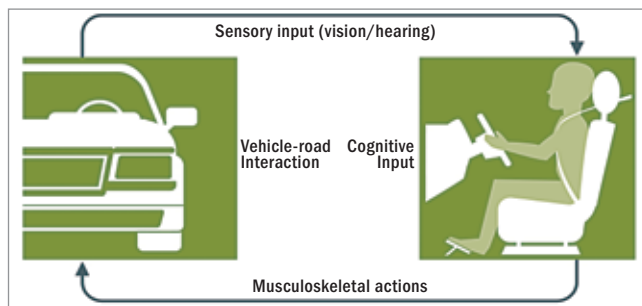 Sensory input (vision/hearing)
Vehicle-road
Interaction
Cognitive
Input
Musculoskeletal actions